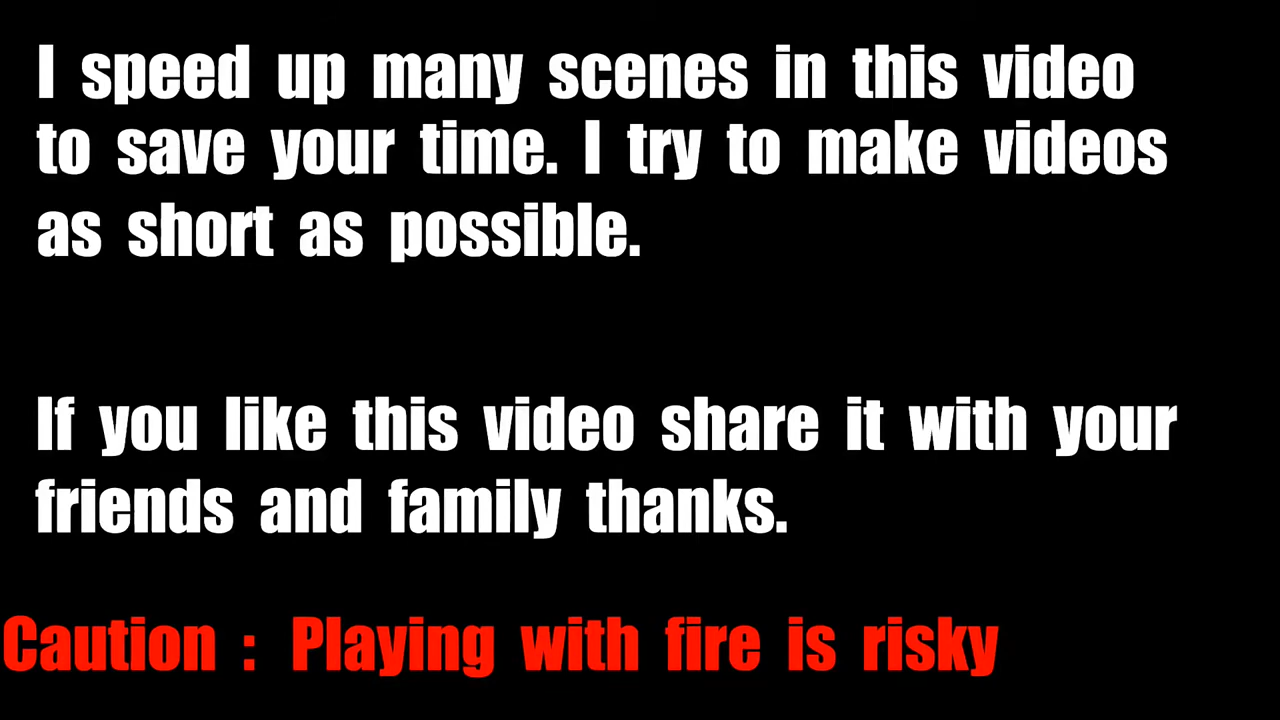 I speed up many scenes in this video
to save your time. I try to make videos
as short as possible.
If you like this video share it with your
friends and family thanks.
Caution : Playing with fire is risky